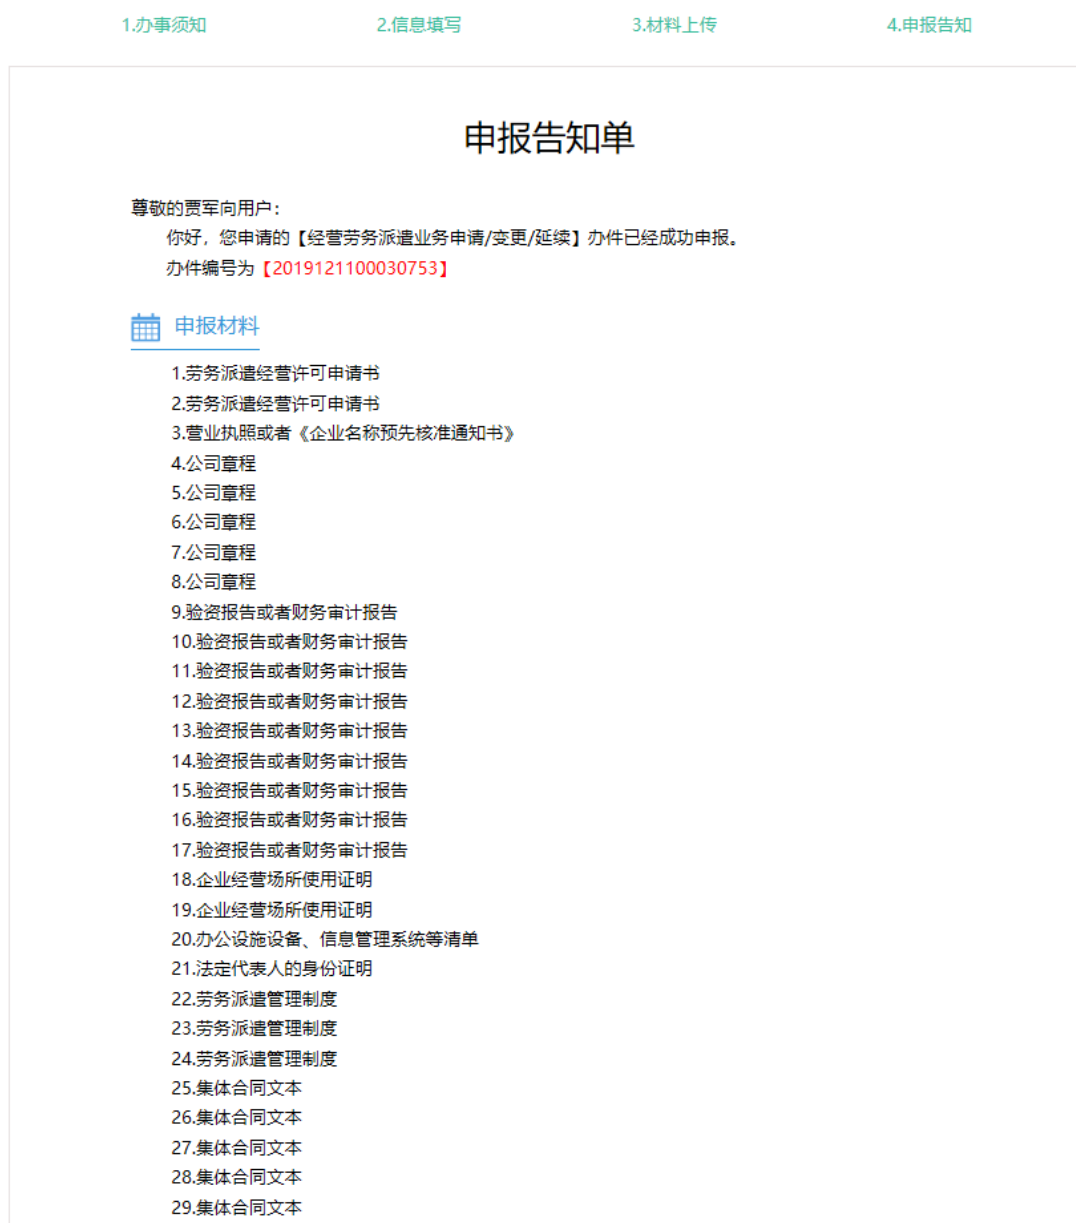 1.办事须知 2.信息填写 3.材料上传 4.申报告知
申报告知单
尊敬的贾军向用户：
你好，您申请的【经营劳务派遣业务申请/变更/延续】办件已经成功申报。
办件编号为【2019121100030753】
申报材料
1.劳务派遣经营许可申请书
2.劳务派遣经营许可申请书
3.营业执照或者《企业名称预先核准通知书》
4.公司章程
5.公司章程
6.公司章程
7.公司章程
8.公司章程
9.验资报告或者财务审计报告
10.验资报告或者财务审计报告
11.验资报告或者财务审计报告
12.验资报告或者财务审计报告
13.验资报告或者财务审计报告
14.验资报告或者财务审计报告
15.验资报告或者财务审计报告
16.验资报告或者财务审计报告
17.验资报告或者财务审计报告
18.企业经营场所使用证明
19.企业经营场所使用证明
20.办公设施设备、信息管理系统等清单
21.法定代表人的身份证明
22.劳务派遣管理制度
23.劳务派遣管理制度
24.劳务派遣管理制度
25.集体合同文本
26.集体合同文本
27.集体合同文本
28.集体合同文本
29.集体合同文本